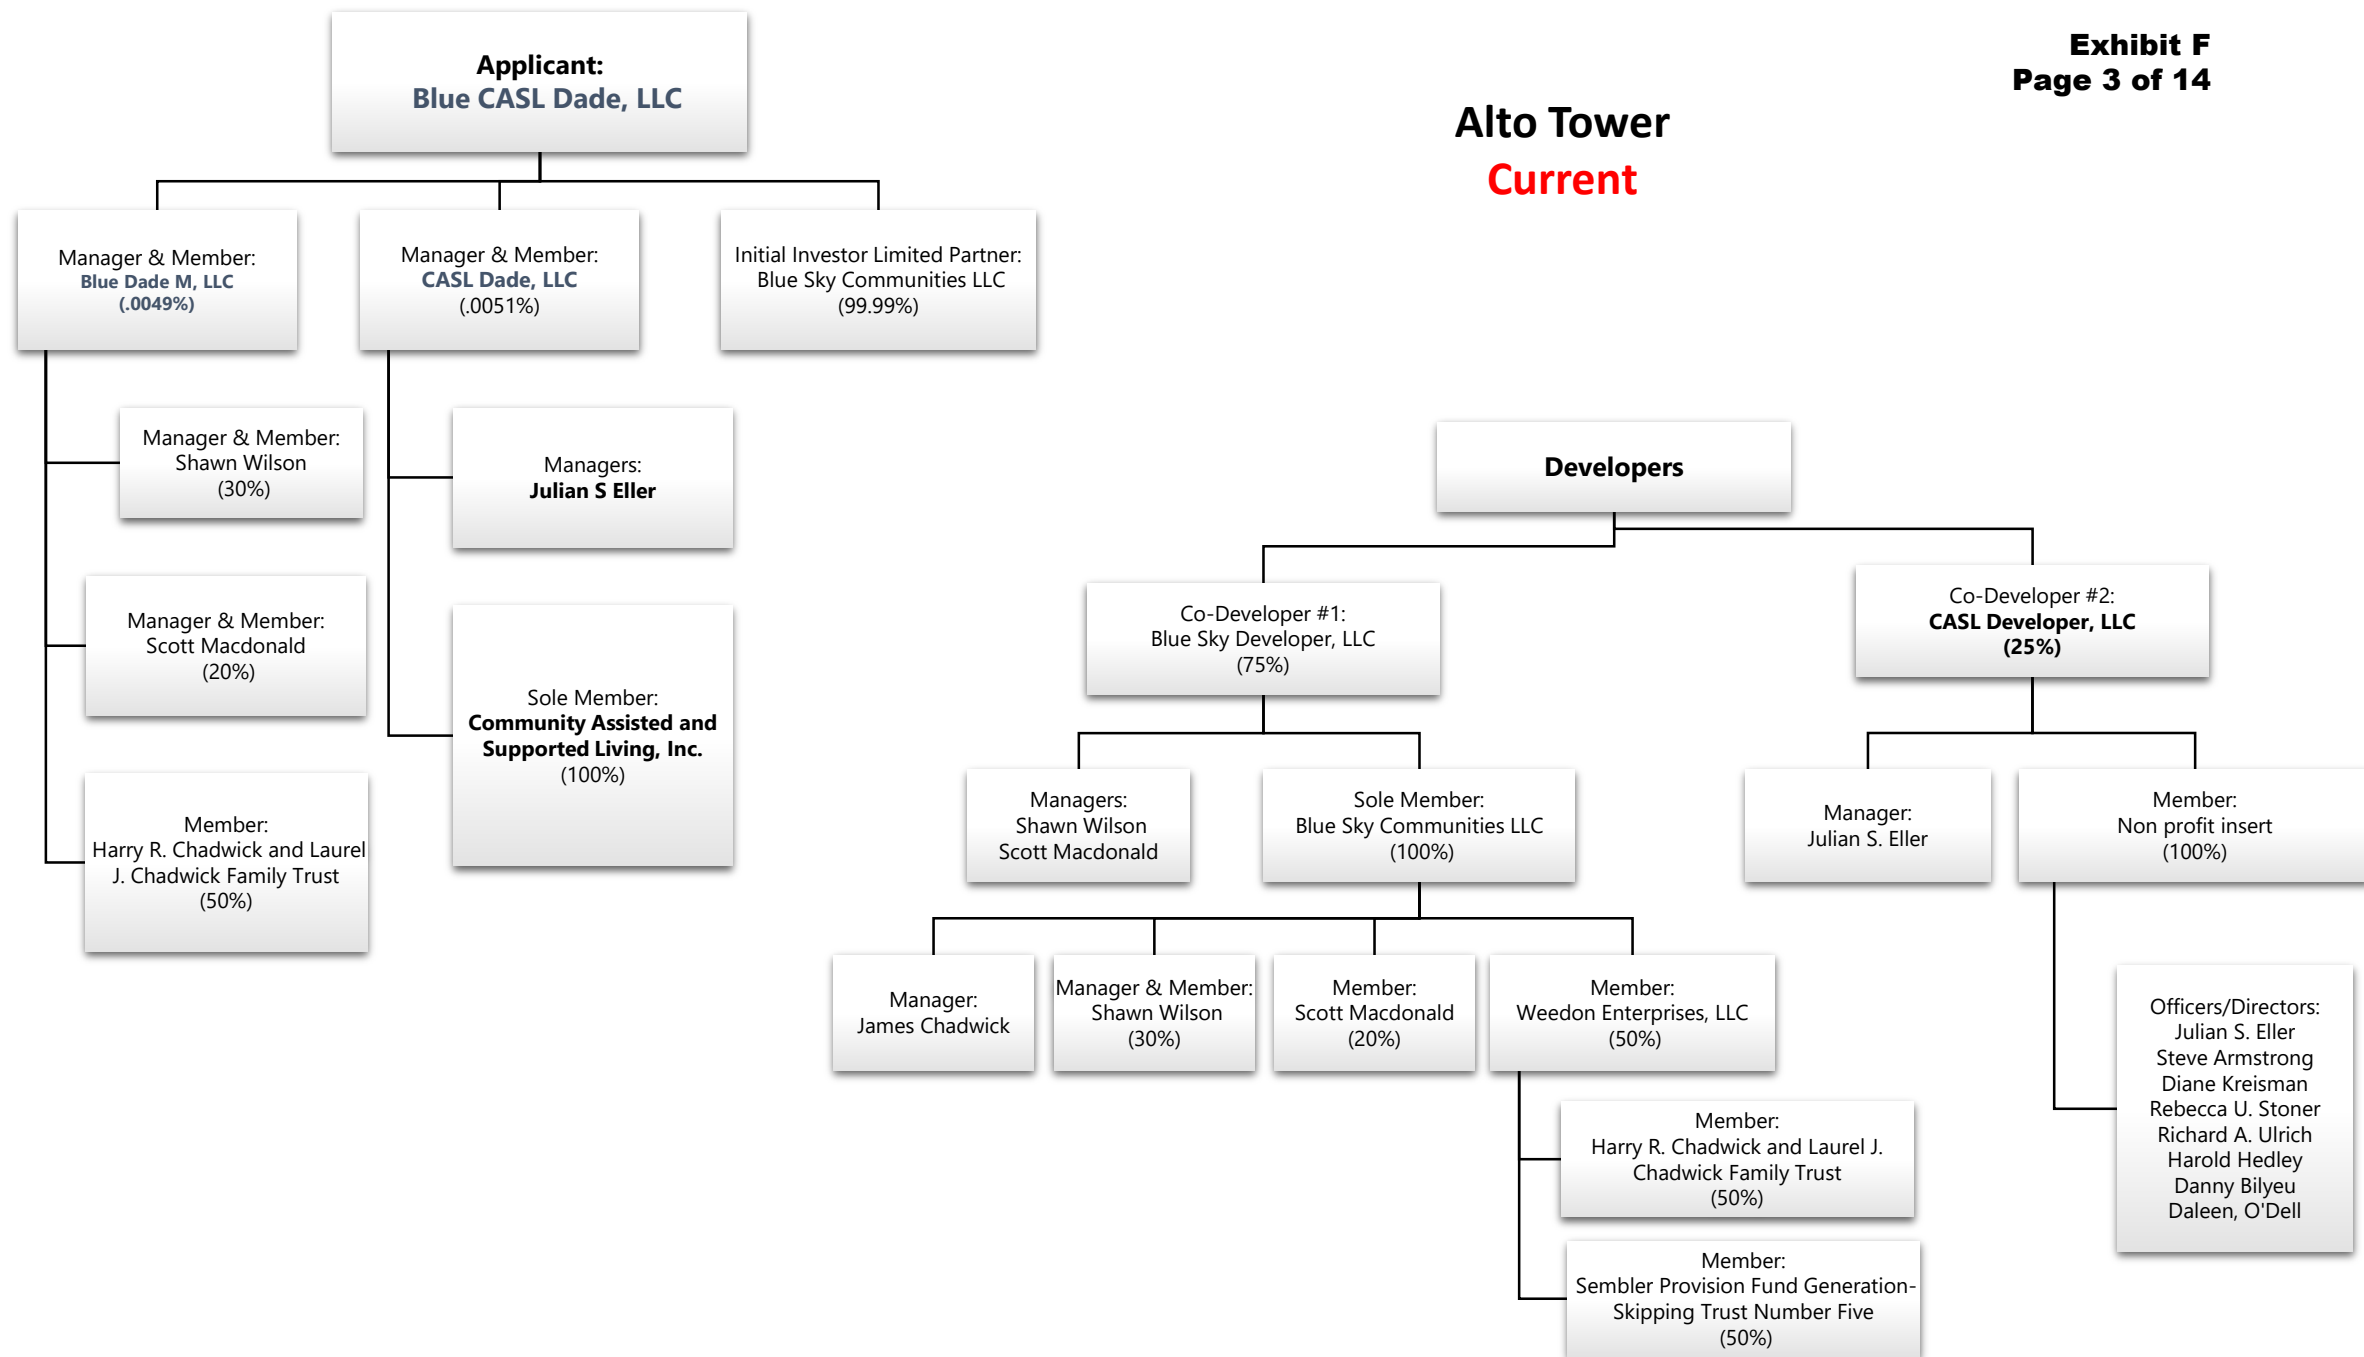 Exhibit F
Page 3 of 14
Alto Tower
Current
Applicant:
Blue CASL Dade, LLC
Manager & Member:
Blue Dade M, LLC
(.0049%)
Manager & Member:
CASL Dade, LLC
(.0051%)
Initial Investor Limited Partner:
Blue Sky Communities LLC
(99.99%)
Manager & Member:
Shawn Wilson
(30%)
Manager & Member:
Scott Macdonald
(20%)
Member:
Harry R. Chadwick and Laurel
J. Chadwick Family Trust
(50%)
Managers:
Julian S Eller
Sole Member:
Community Assisted and
Supported Living, Inc.
(100%)
Developers
Co-Developer #1:
Blue Sky Developer, LLC
(75%)
Co-Developer #2:
CASL Developer, LLC
(25%)
Managers:
Shawn Wilson
Scott Macdonald
Sole Member:
Blue Sky Communities LLC
(100%)
Manager:
Julian S. Eller
Member:
Non profit insert
(100%)
Manager:
James Chadwick
Manager & Member:
Shawn Wilson
(30%)
Member:
Scott Macdonald
(20%)
Member:
Weedon Enterprises, LLC
(50%)
Member:
Harry R. Chadwick and Laurel J.
Chadwick Family Trust
(50%)
Member:
Sembler Provision Fund Generation-
Skipping Trust Number Five
(50%)
Officers/Directors:
Julian S. Eller
Steve Armstrong
Diane Kreisman
Rebecca U. Stoner
Richard A. Ulrich
Harold Hedley
Danny Bilyeu
Daleen, O'Dell